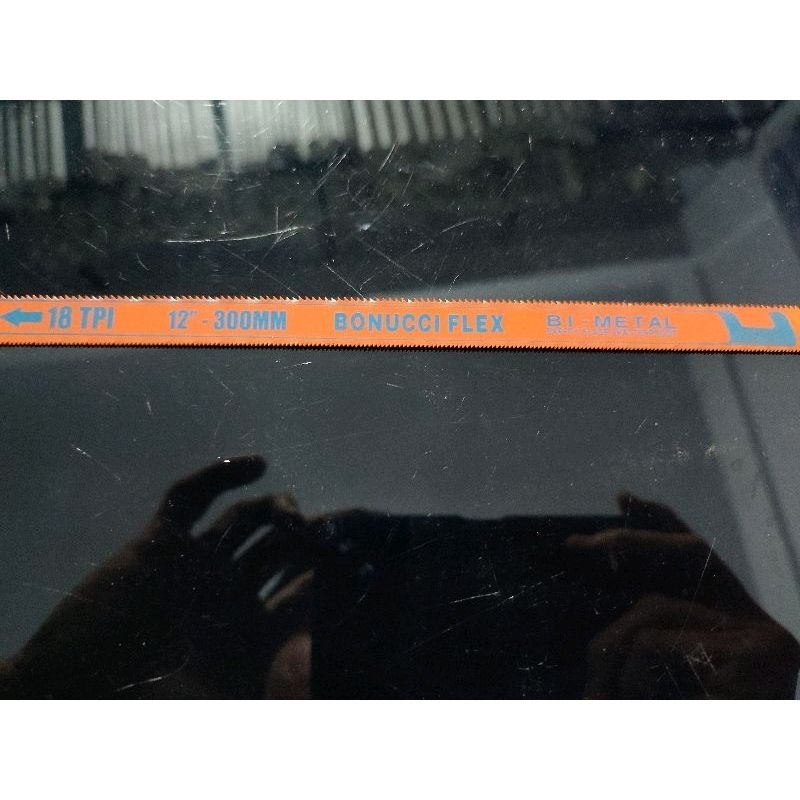 18 TPI 12" - 300MM BONUCCI FLEX BI-METAL